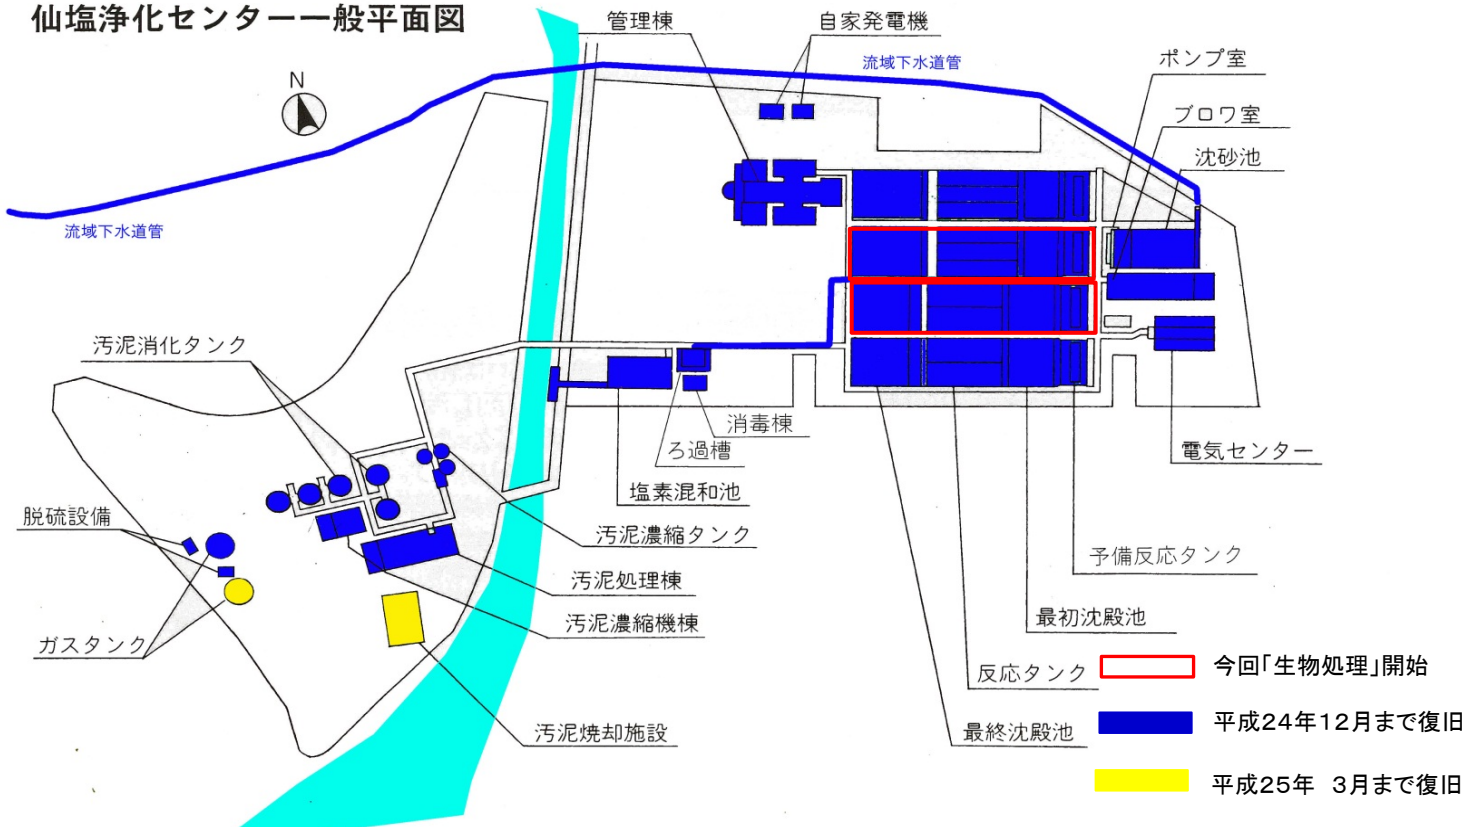 仙塩浄化センター一般平面図
管理棟
自家発電機
流域下水道管
ポンプ室
ブロワ室
沈砂池
N
流域下水道管
汚泥消化タンク
消毒棟
ろ過槽
塩素混和池
電気センター
脱硫設備
汚泥濃縮タンク
予備反応タンク
汚泥処理棟
汚泥濃縮機棟
最初沈殿池
ガスタンク
反応タンク
今回「生物処理」開始
汚泥焼却施設
最終沈殿池
平成24年12月まで復旧
平成25年 3月まで復旧